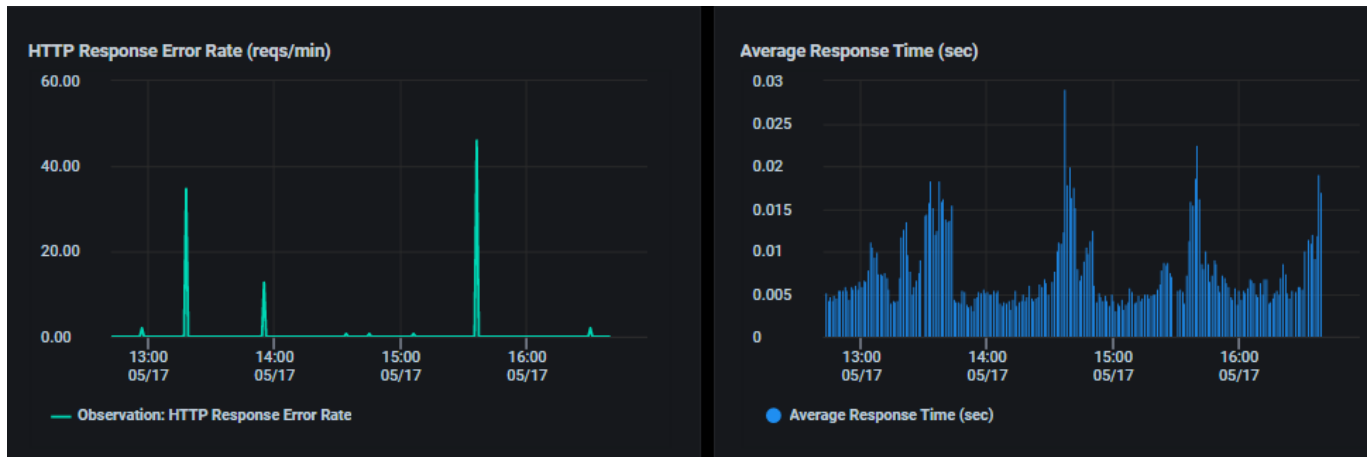 HTTP Response Error Rate (reqs/min)
60.00
40.00
20.00
0.00
13:00 14:00 15:00 16:00
05/17 05/17 05/17 05/17
Observation: HTTP Response Error Rate
Average Response Time (sec)
0.03
0.025
0.02
0.015
0.01
0.005
0
13:00 14:00 15:00 16:00
05/17 05/17 05/17 05/17
Average Response Time (sec)